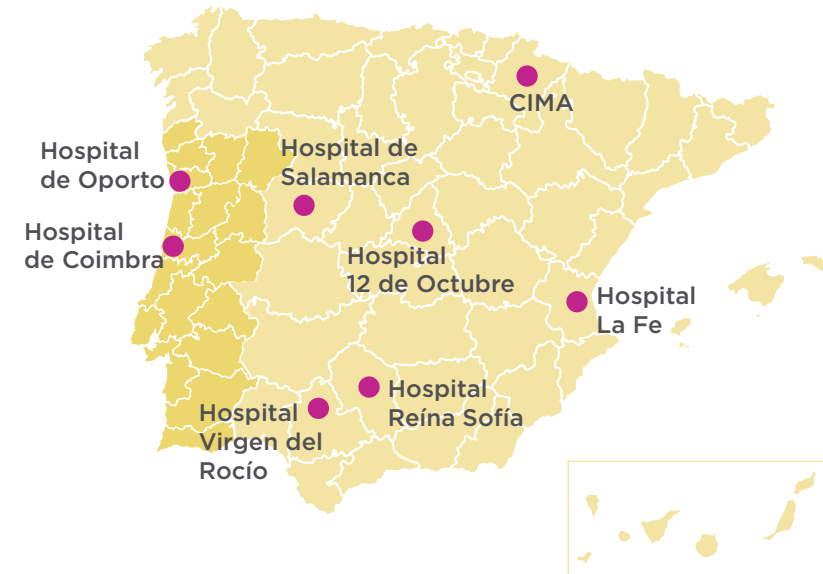 CIMA
Hospital
de Oporto
Hospital de
Salamanca
Hospital
de Coimbra
Hospital
12 de Octubre
Hospital
La Fe
Hospital
Reína Sofía
Hospital
Virgen del
Rocío